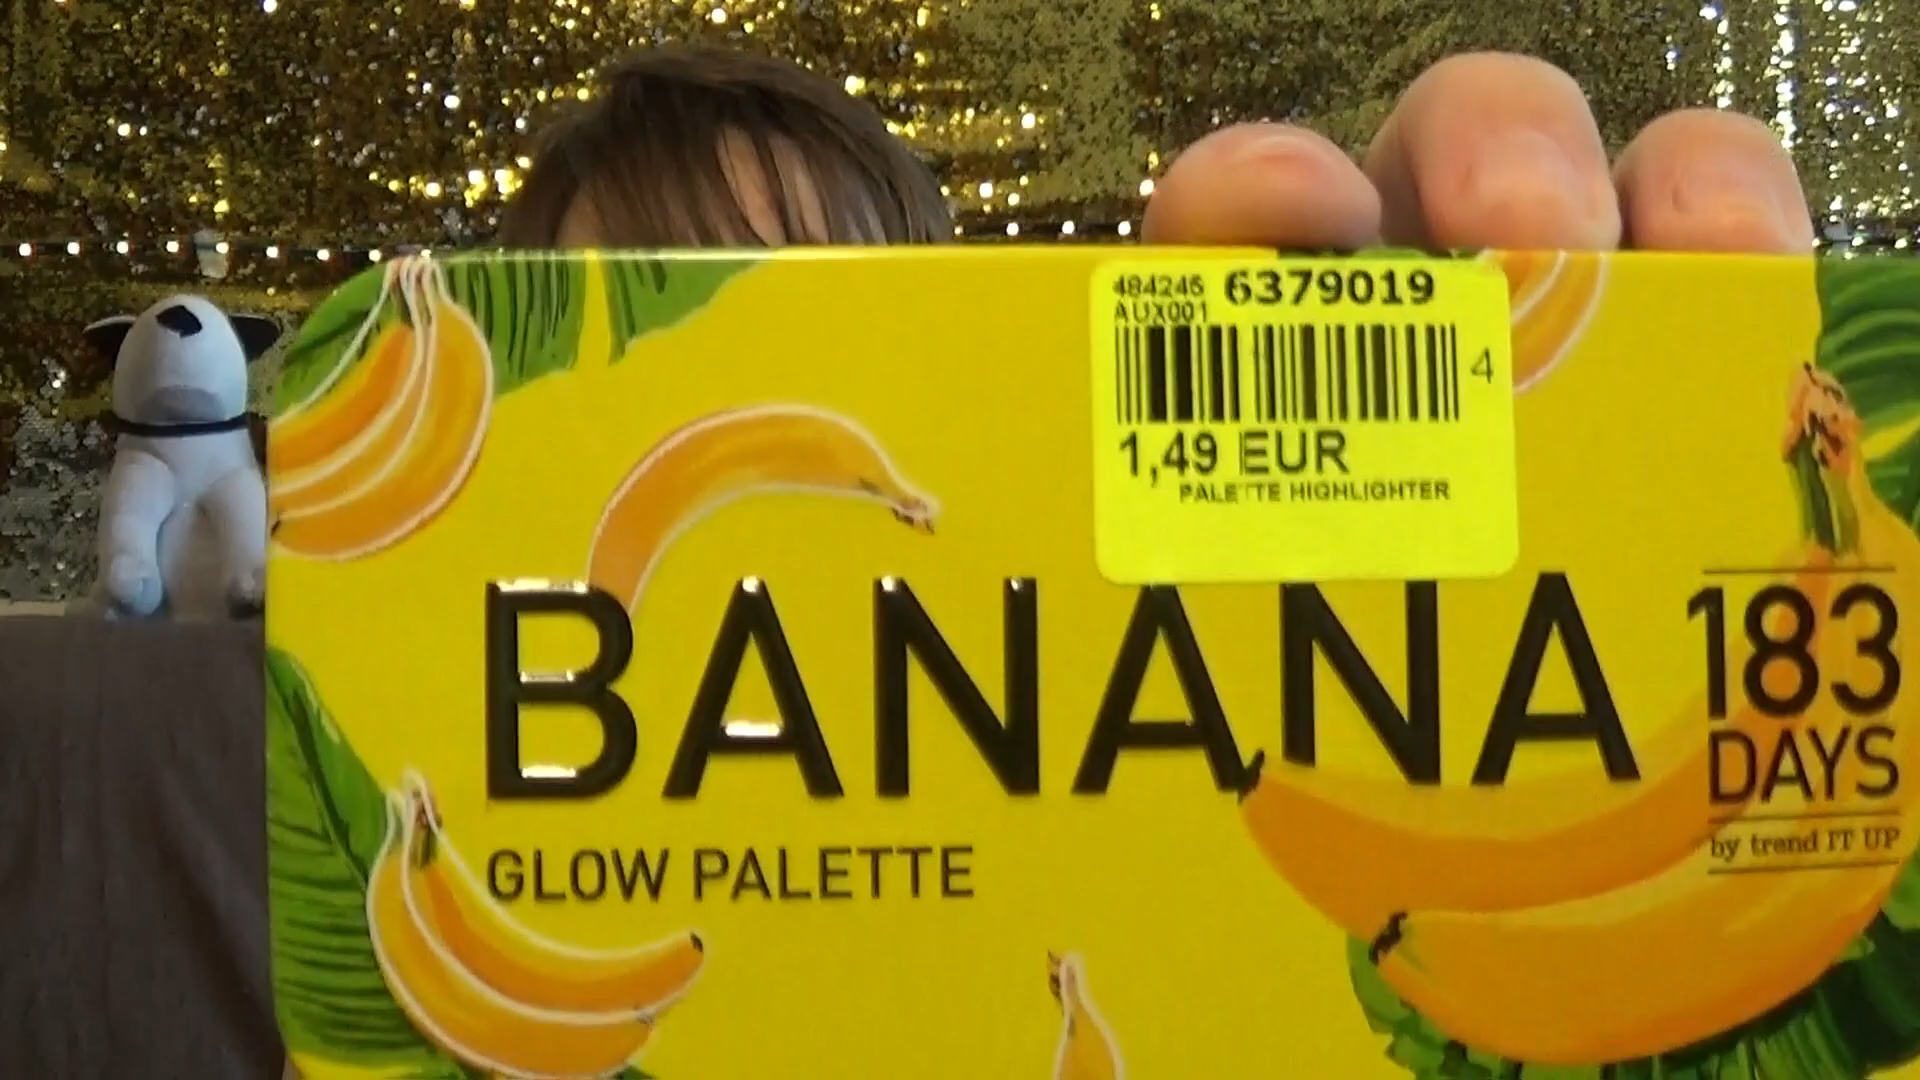 484246 6379019
AUX001
4
1,49 EUR
PALETTE HIGHLIGHTER
BANANA
GLOW PALETTE
183
DAYS
by trend IT UP